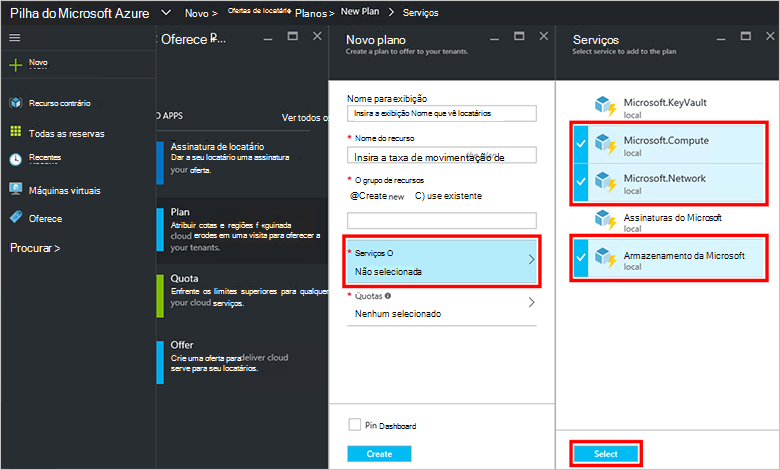 Pilha do Microsoft Azure
Novo >
Ofertas de locatário
Planos >
New Plan
Serviços
Novo
Recurso contrário
Todas as reservas
Recentes
Máquinas virtuais
Oferece
Procurar >
Oferece
D APPS
Ver todos os
Assinatura de locatário
Dar a seu locatário uma assinatura
your oferta.
Plan
Atribuir cotas e regiões
cloud erodes em uma visita para oferecer a
your tenants.
Quota
Enfrente os limites superiores para qualquer
your cloud serviços.
Offer
Crie uma oferta para deliver cloud
serve para seu locatários.
Novo plano
Create a plan to offer to your tenants.
Nome para exibição
Insira a exibição Nome que vê locatários
* Nome do recurso
Insira a taxa de movimentação de
* O grupo de recursos
@Create new C) use existente
* Serviços O
Não selecionada
* Quotas
Nenhum selecionado
Pin Dashboard
Create
Serviços
Select service to add to the plan
Microsoft.KeyVault
local
Microsoft.Compute
local
Microsoft.Network
local
Assinaturas do Microsoft
local
Armazenamento da Microsoft
local
Select